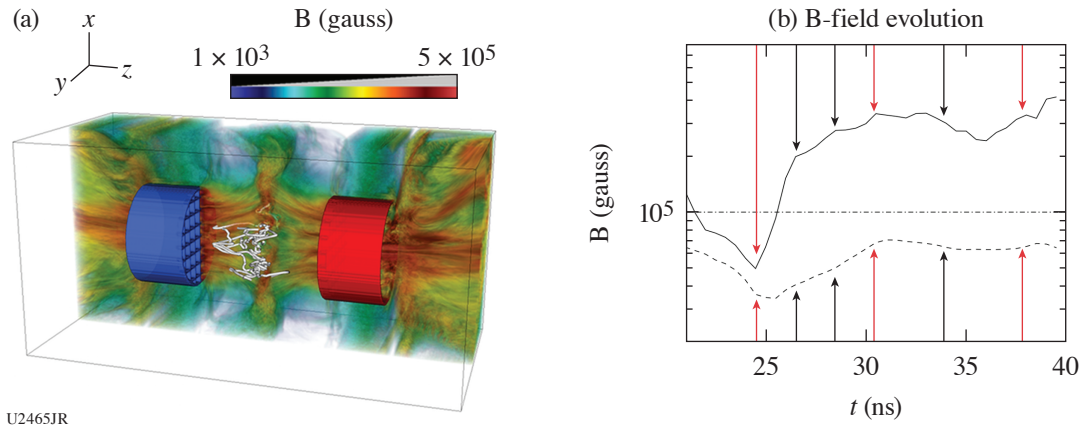 (a)
B (gauss)
1 × 10³
5 × 10⁵
x
y
z
U2465JR
(b) B-field evolution
B (gauss)
10⁵
25
30
35
40
t (ns)